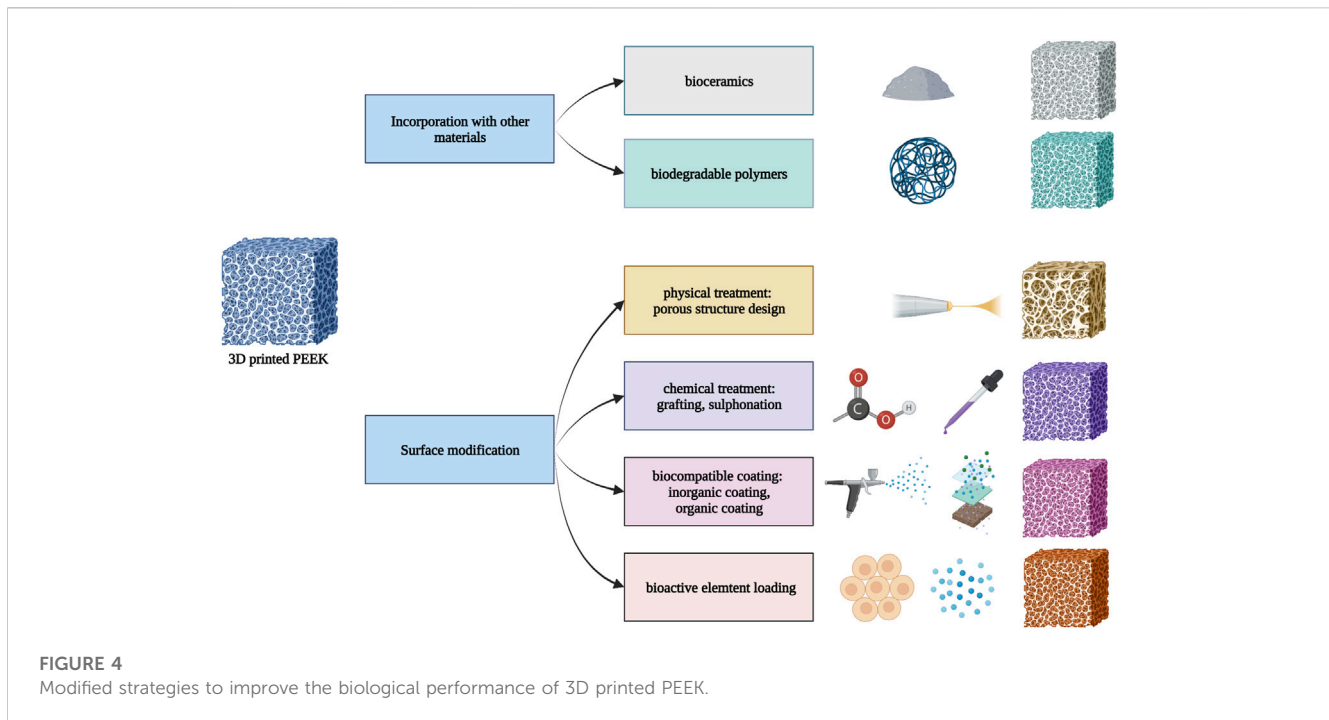 bioceramics
Incorporation with other
materials
biodegradable polymers
3D printed PEEK
physical treatment:
porous structure design
chemical treatment:
grafting, sulphonation
O
C
O
H
Surface modification
biocompatible coating:
inorganic coating,
organic coating
bioactive elemtent loading
FIGURE 4
Modified strategies to improve the biological performance of 3D printed PEEK.